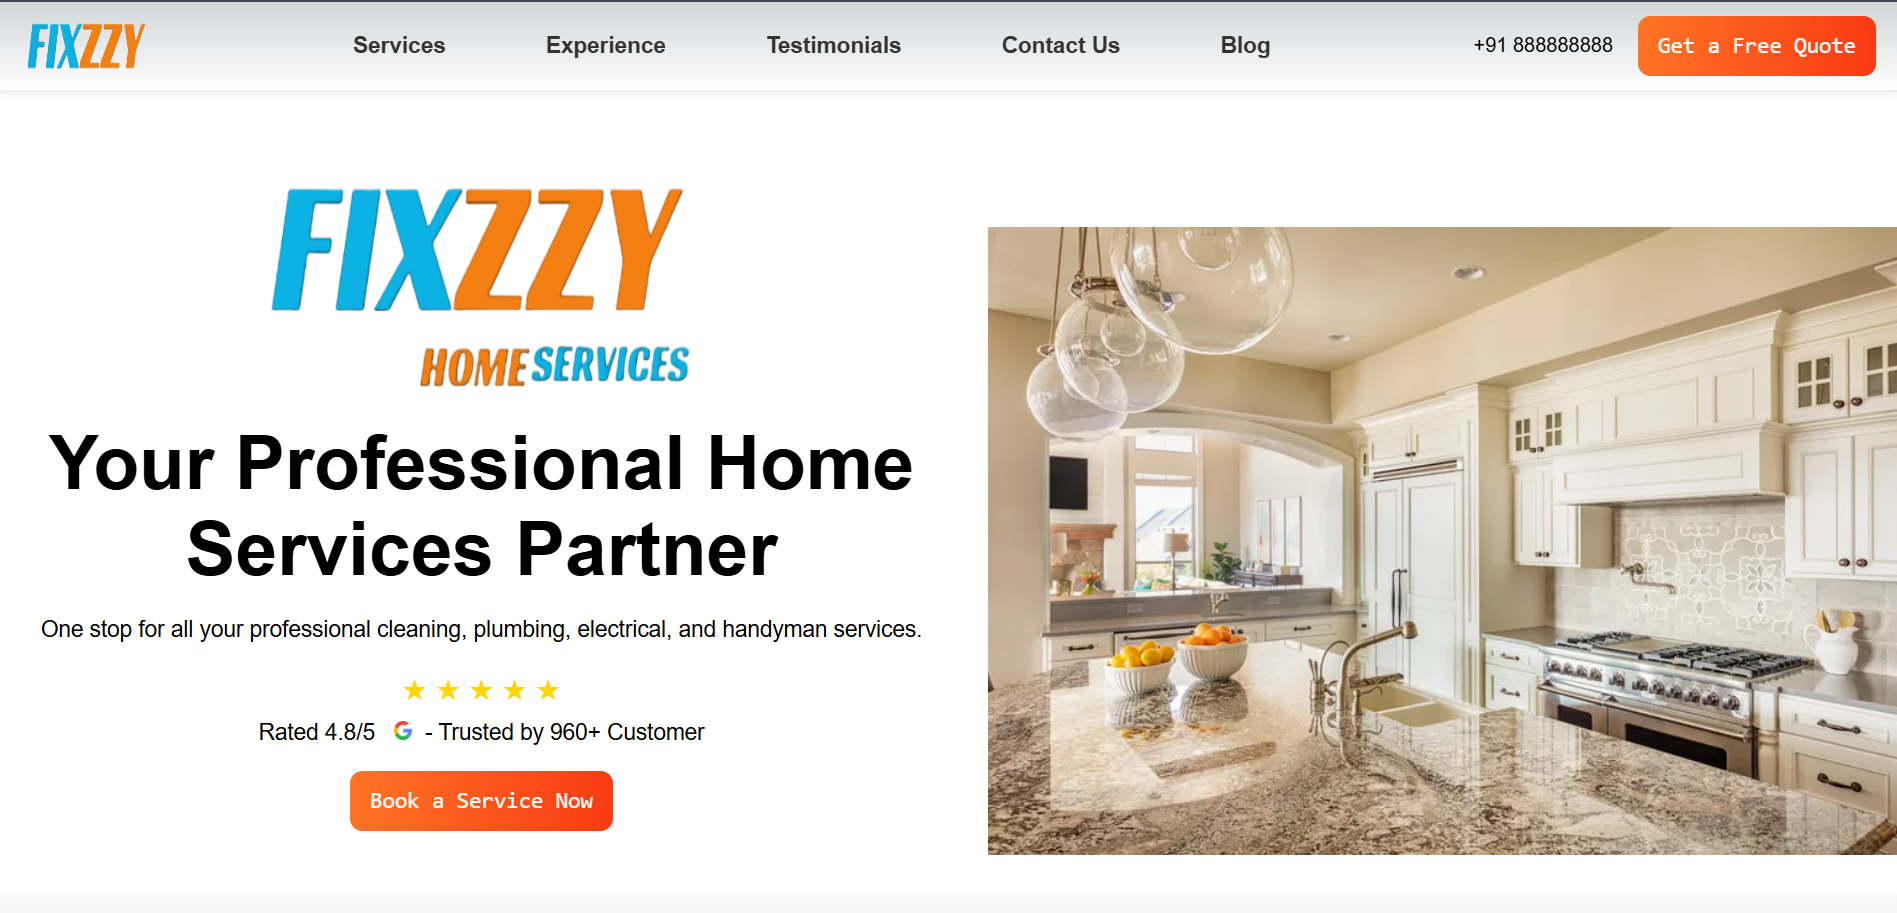 FIXZZY
Services
Experience
Testimonials
Contact Us
Blog
+91 888888888
Get a Free Quote
FIXZZY
HOME SERVICES
Your Professional Home
Services Partner
One stop for all your professional cleaning, plumbing, electrical, and handyman services.
Rated 4.8/5 G - Trusted by 960+ Customer
Book a Service Now